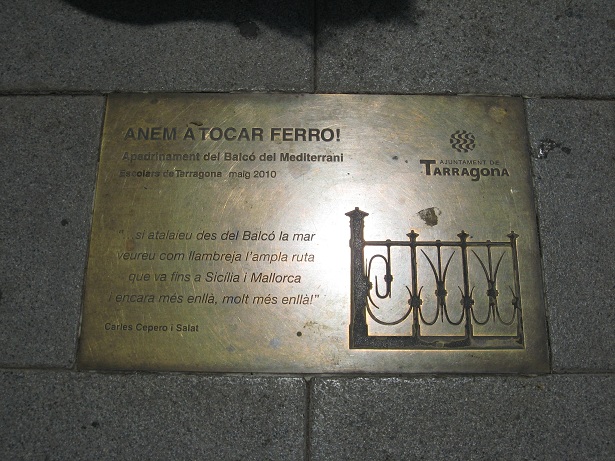 ANEM A TOCAR FERRO!
Apadrinament del Balcó del Mediterrani
Escolars de Tarragona maig 2010
AJUNTAMENT DE
TARRAGONA
...si atalaieu des del Balcó la mar
veureu com llambreja l'ampla ruta
que va fins a Sicília i Mallorca
i encara més enllà, molt més enllà!"
Carles Cepero i Salat